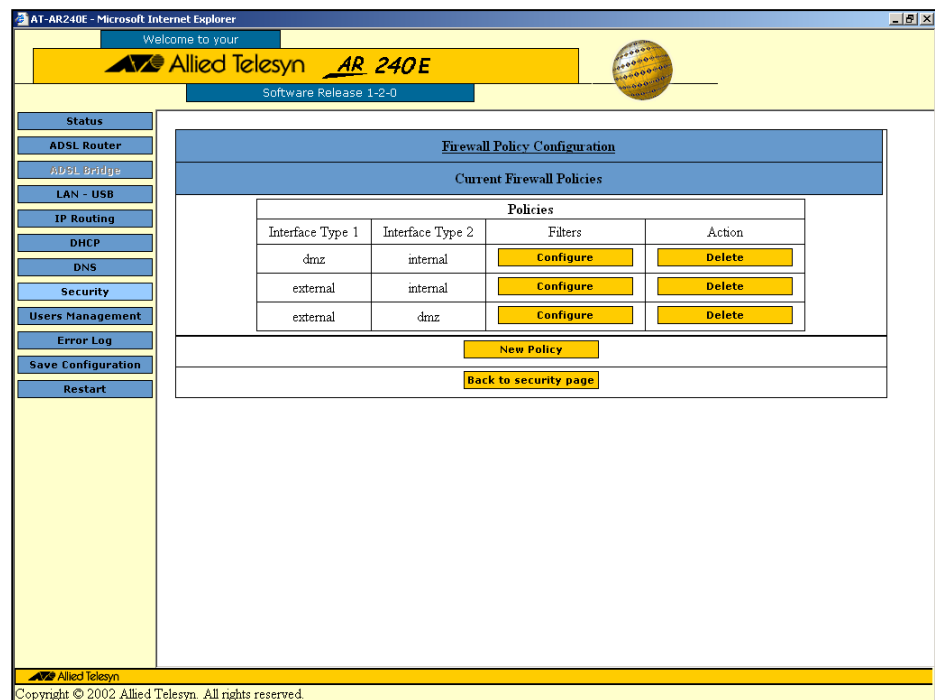 AT-AR240E - Microsoft Internet Explorer
Welcome to your
Allied Telesyn AR 240E
Software Release 1-2-0
Status
ADSL Router
ADSL Bridge
LAN - USB
IP Routing
DHCP
DNS
Security
Users Management
Error Log
Save Configuration
Restart
Firewall Policy Configuration
Current Firewall Policies
Policies
Interface Type 1 Interface Type 2 Filters Action
dmz internal Configure Delete
external internal Configure Delete
external dmz Configure Delete
New Policy
Back to security page
Allied Telesyn
Copyright © 2002 Allied Telesyn. All rights reserved.